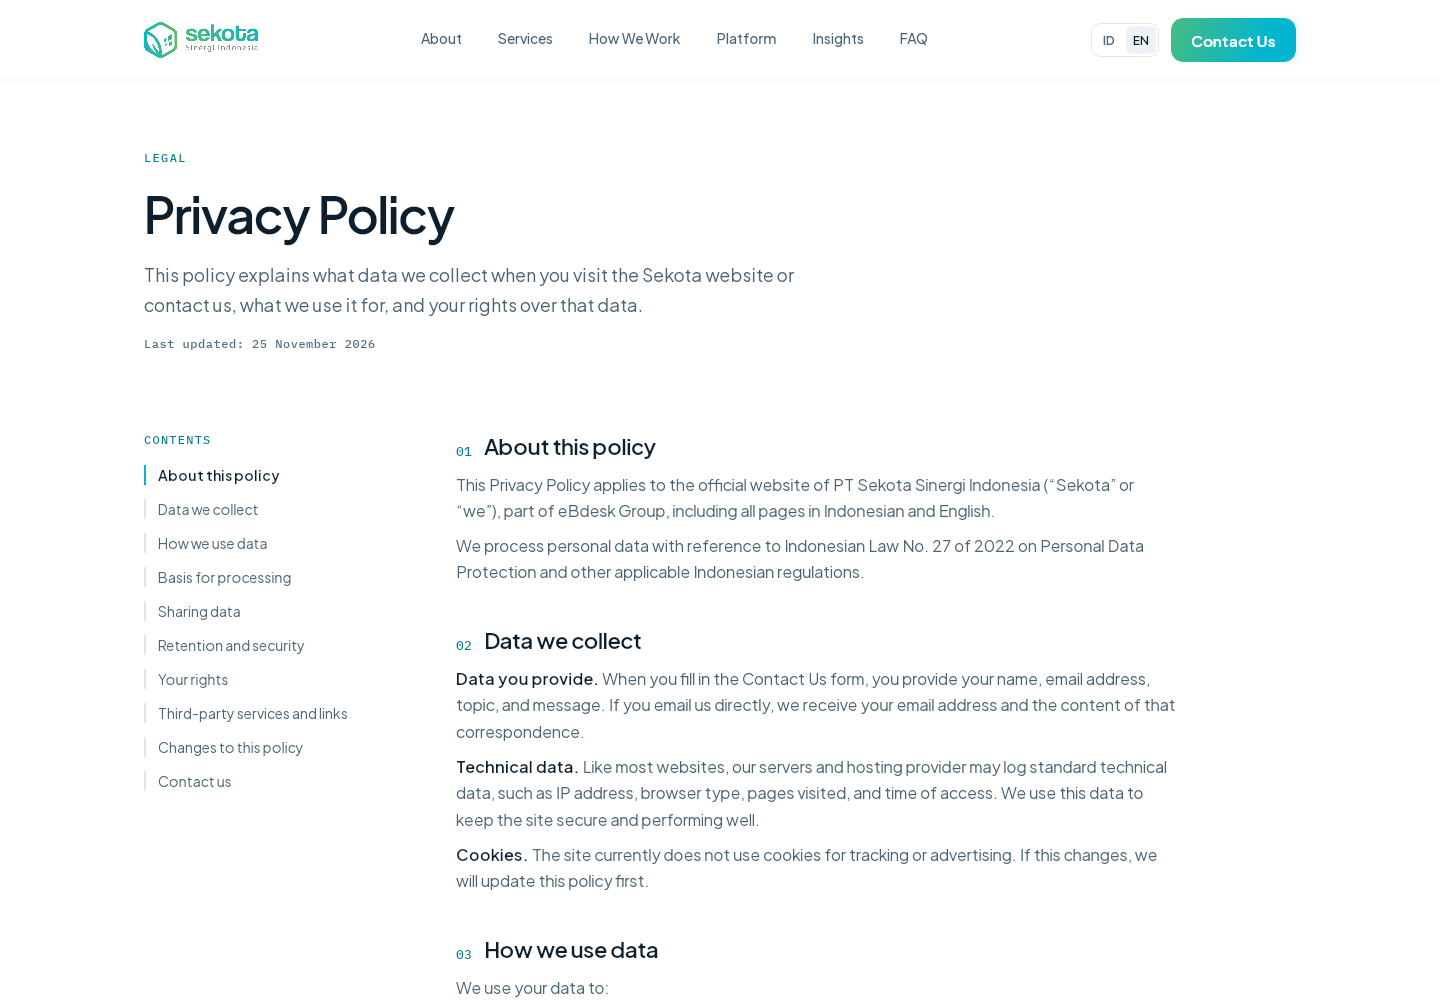 sekota
Sinergi Indonesia
About
Services
How We Work
Platform
Insights
FAQ
ID
EN
Contact Us
LEGAL
Privacy Policy
This policy explains what data we collect when you visit the Sekota website or
contact us, what we use it for, and your rights over that data.
Last updated: 25 November 2026
CONTENTS
About this policy
Data we collect
How we use data
Basis for processing
Sharing data
Retention and security
Your rights
Third-party services and links
Changes to this policy
Contact us
01 About this policy
This Privacy Policy applies to the official website of PT Sekota Sinergi Indonesia (“Sekota” or
“we”), part of eBdesk Group, including all pages in Indonesian and English.
We process personal data with reference to Indonesian Law No. 27 of 2022 on Personal Data
Protection and other applicable Indonesian regulations.
02 Data we collect
Data you provide. When you fill in the Contact Us form, you provide your name, email address,
topic, and message. If you email us directly, we receive your email address and the content of that
correspondence.
Technical data. Like most websites, our servers and hosting provider may log standard technical
data, such as IP address, browser type, pages visited, and time of access. We use this data to
keep the site secure and performing well.
Cookies. The site currently does not use cookies for tracking or advertising. If this changes, we
will update this policy first.
03 How we use data
We use your data to: